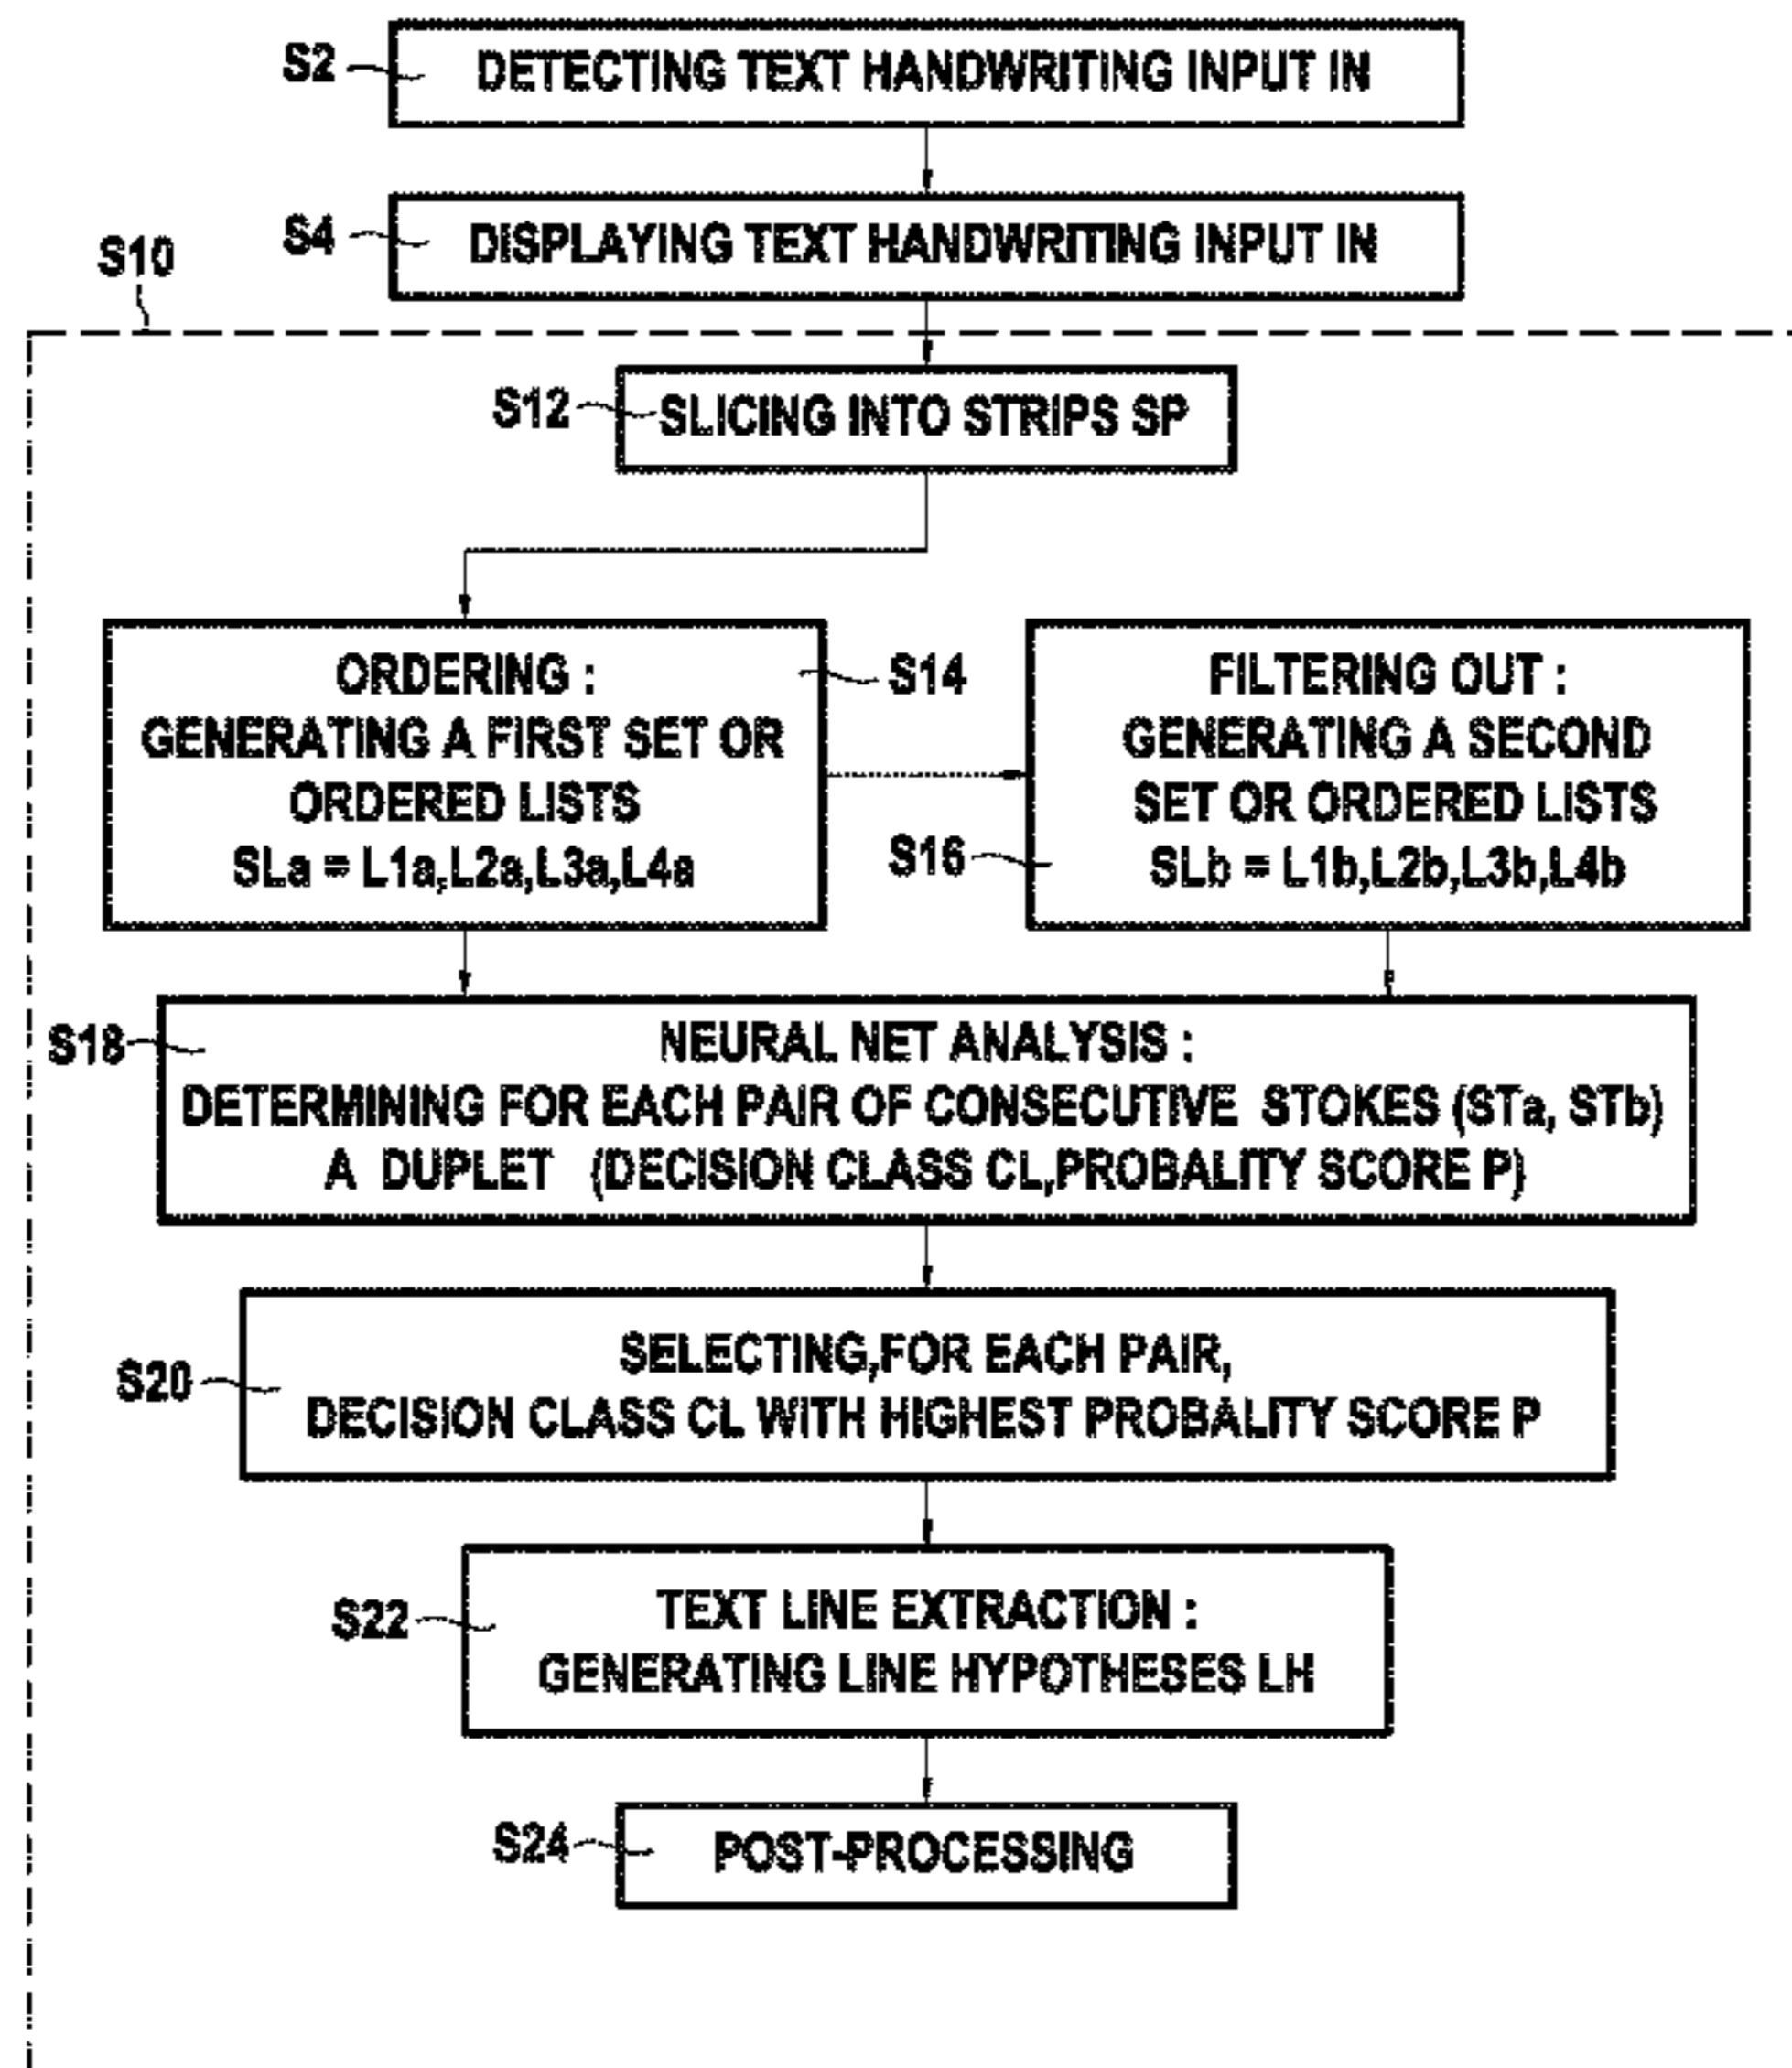 S2 DETECTING TEXT HANDWRITING INPUT IN
S4 DISPLAYING TEXT HANDWRITING INPUT IN
S10
S12 SLICING INTO STRIPS SP
ORDERING :
GENERATING A FIRST SET OR
ORDERED LISTS
SLa = L1a,L2a,L3a,L4a
S14
FILTERING OUT :
GENERATING A SECOND
SET OR ORDERED LISTS
SLb = L1b,L2b,L3b,L4b
S16
S18
NEURAL NET ANALYSIS :
DETERMINING FOR EACH PAIR OF CONSECUTIVE STOKES (STa, STb)
A DUPLET (DECISION CLASS CL,PROBALITY SCORE P)
S20
SELECTING,FOR EACH PAIR,
DECISION CLASS CL WITH HIGHEST PROBALITY SCORE P
S22
TEXT LINE EXTRACTION :
GENERATING LINE HYPOTHESES LH
S24 POST-PROCESSING